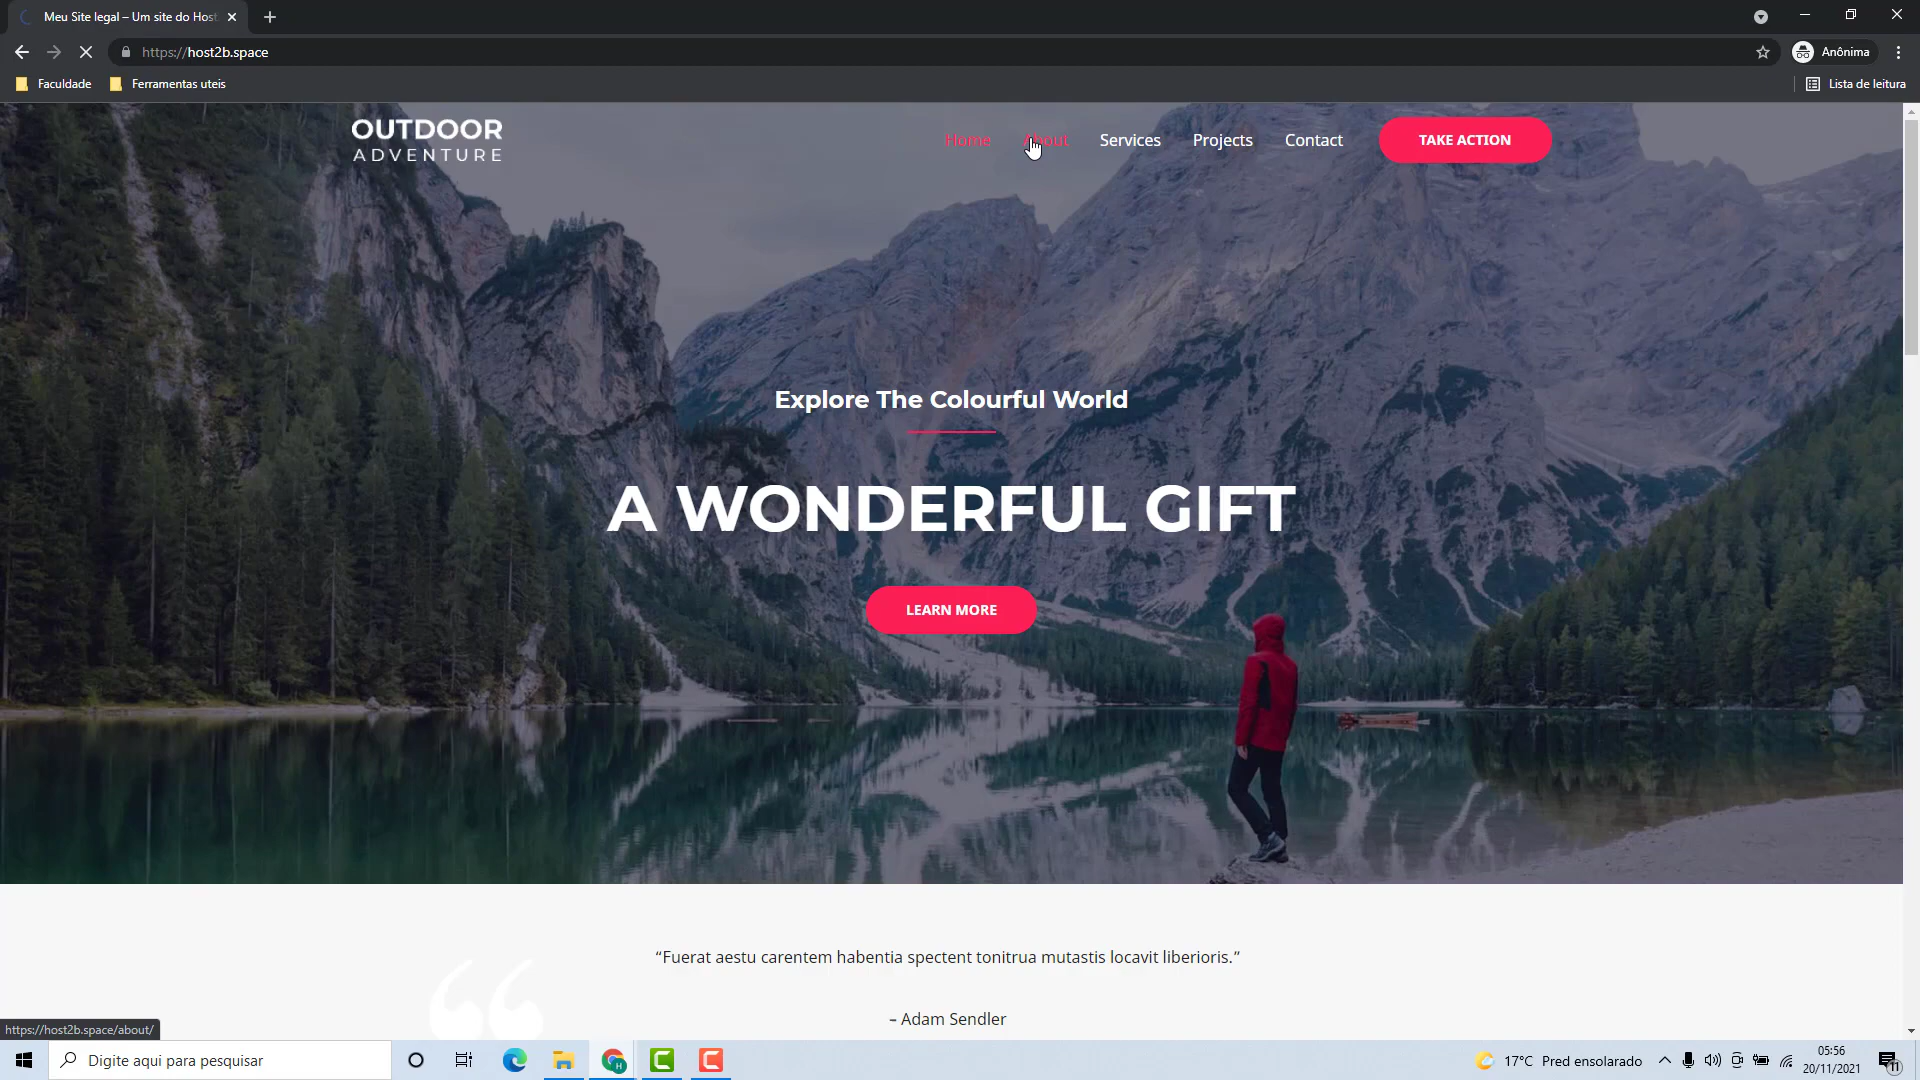 Meu Site legal – Um site do Host
https://host2b.space
Anônima
Faculdade
Ferramentas uteis
Lista de leitura
OUTDOOR
ADVENTURE
Home
About
Services
Projects
Contact
TAKE ACTION
Explore The Colourful World
A WONDERFUL GIFT
LEARN MORE
“Fuerat aestu carentem habentia spectent tonitrua mutastis locavit liberioris.”
– Adam Sendler
https://host2b.space/about/
Digite aqui para pesquisar
17°C Pred ensolarado
05:56
20/11/2021
11